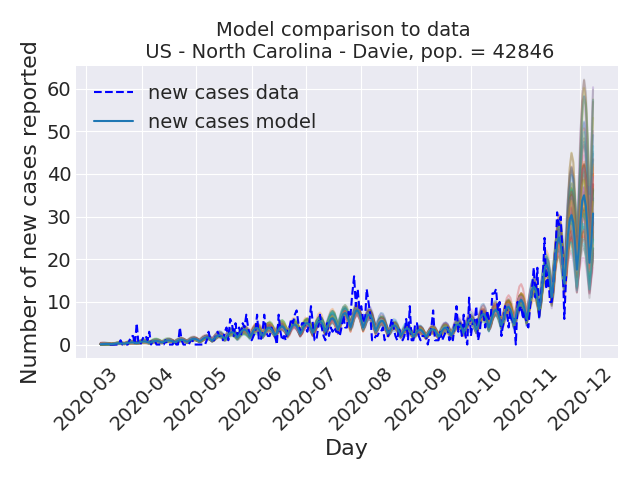 Model comparison to data
US - North Carolina - Davie, pop. = 42846
Number of new cases reported
60
50
40
30
20
10
0
new cases data
new cases model
2020-03
2020-04
2020-05
2020-06
2020-07
2020-08
2020-09
2020-10
2020-11
2020-12
Day